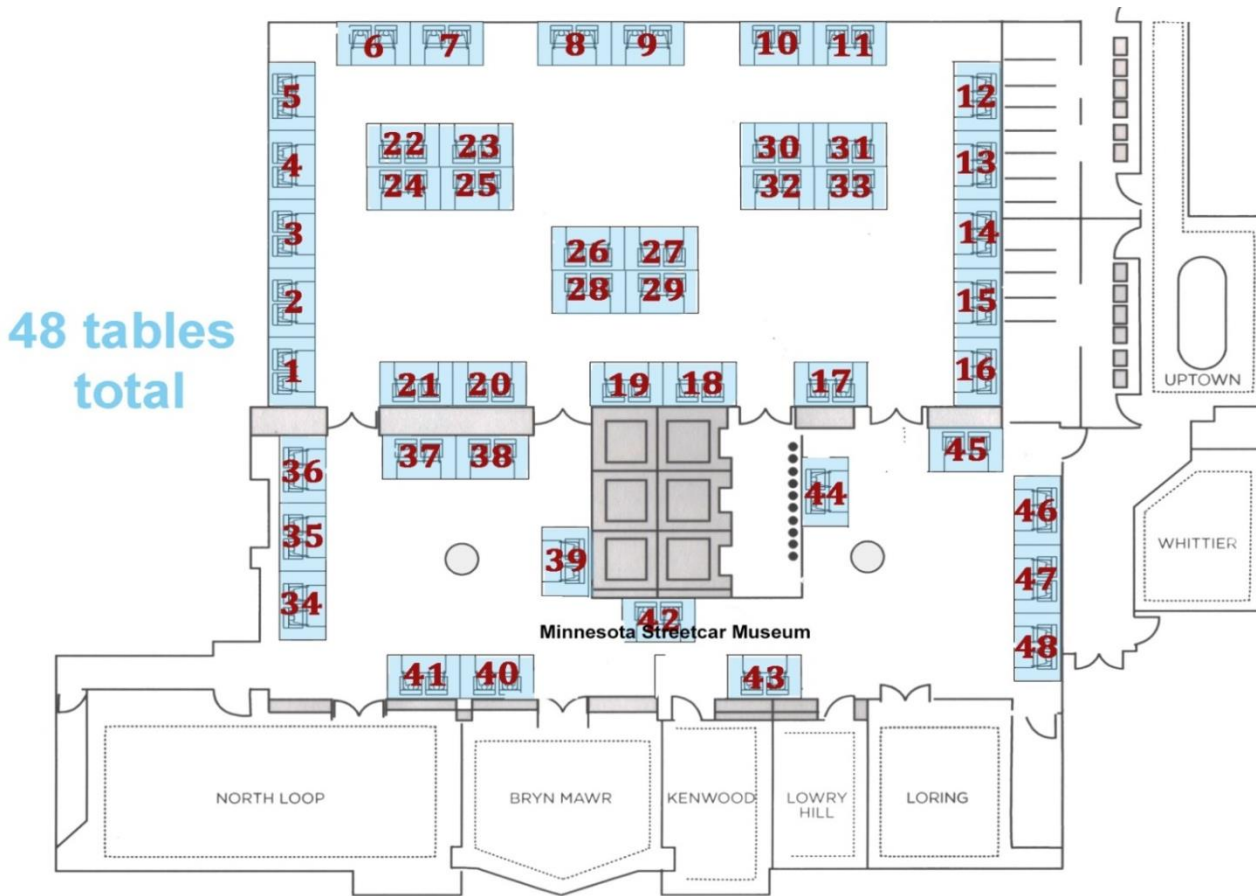 6 7 8 9 10 11
5 12
22 23 30 31
4 13
24 25 32 33
3 14
26 27
28 29
2 15
48 tables
total
1 21 20 19 18 17 16
UPTOWN
37 38 45
36
44 46
35
39
WHITTIER
47
34
42
Minnesota Streetcar Museum
48
41 40 43
NORTH LOOP
BRYN MAWR
KENWOOD
LOWRY
HILL
LORING